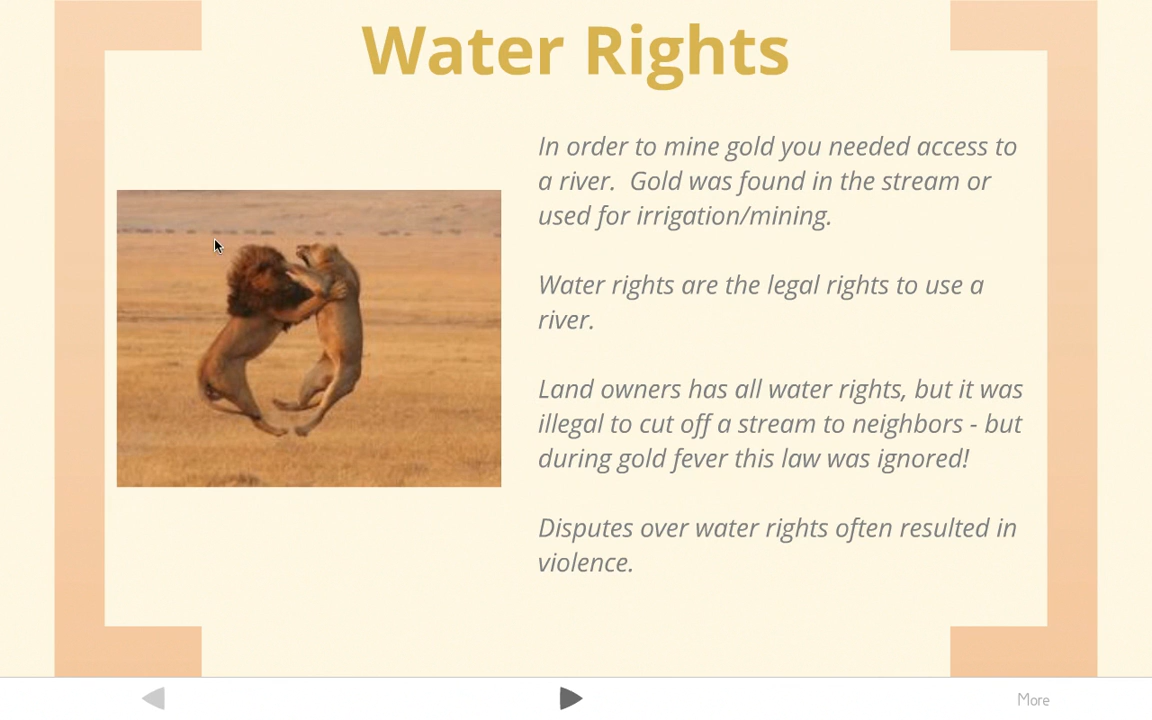 Water Rights
In order to mine gold you needed access to
a river.  Gold was found in the stream or
used for irrigation/mining.
Water rights are the legal rights to use a
river.
Land owners has all water rights, but it was
illegal to cut off a stream to neighbors - but
during gold fever this law was ignored!
Disputes over water rights often resulted in
violence.
More